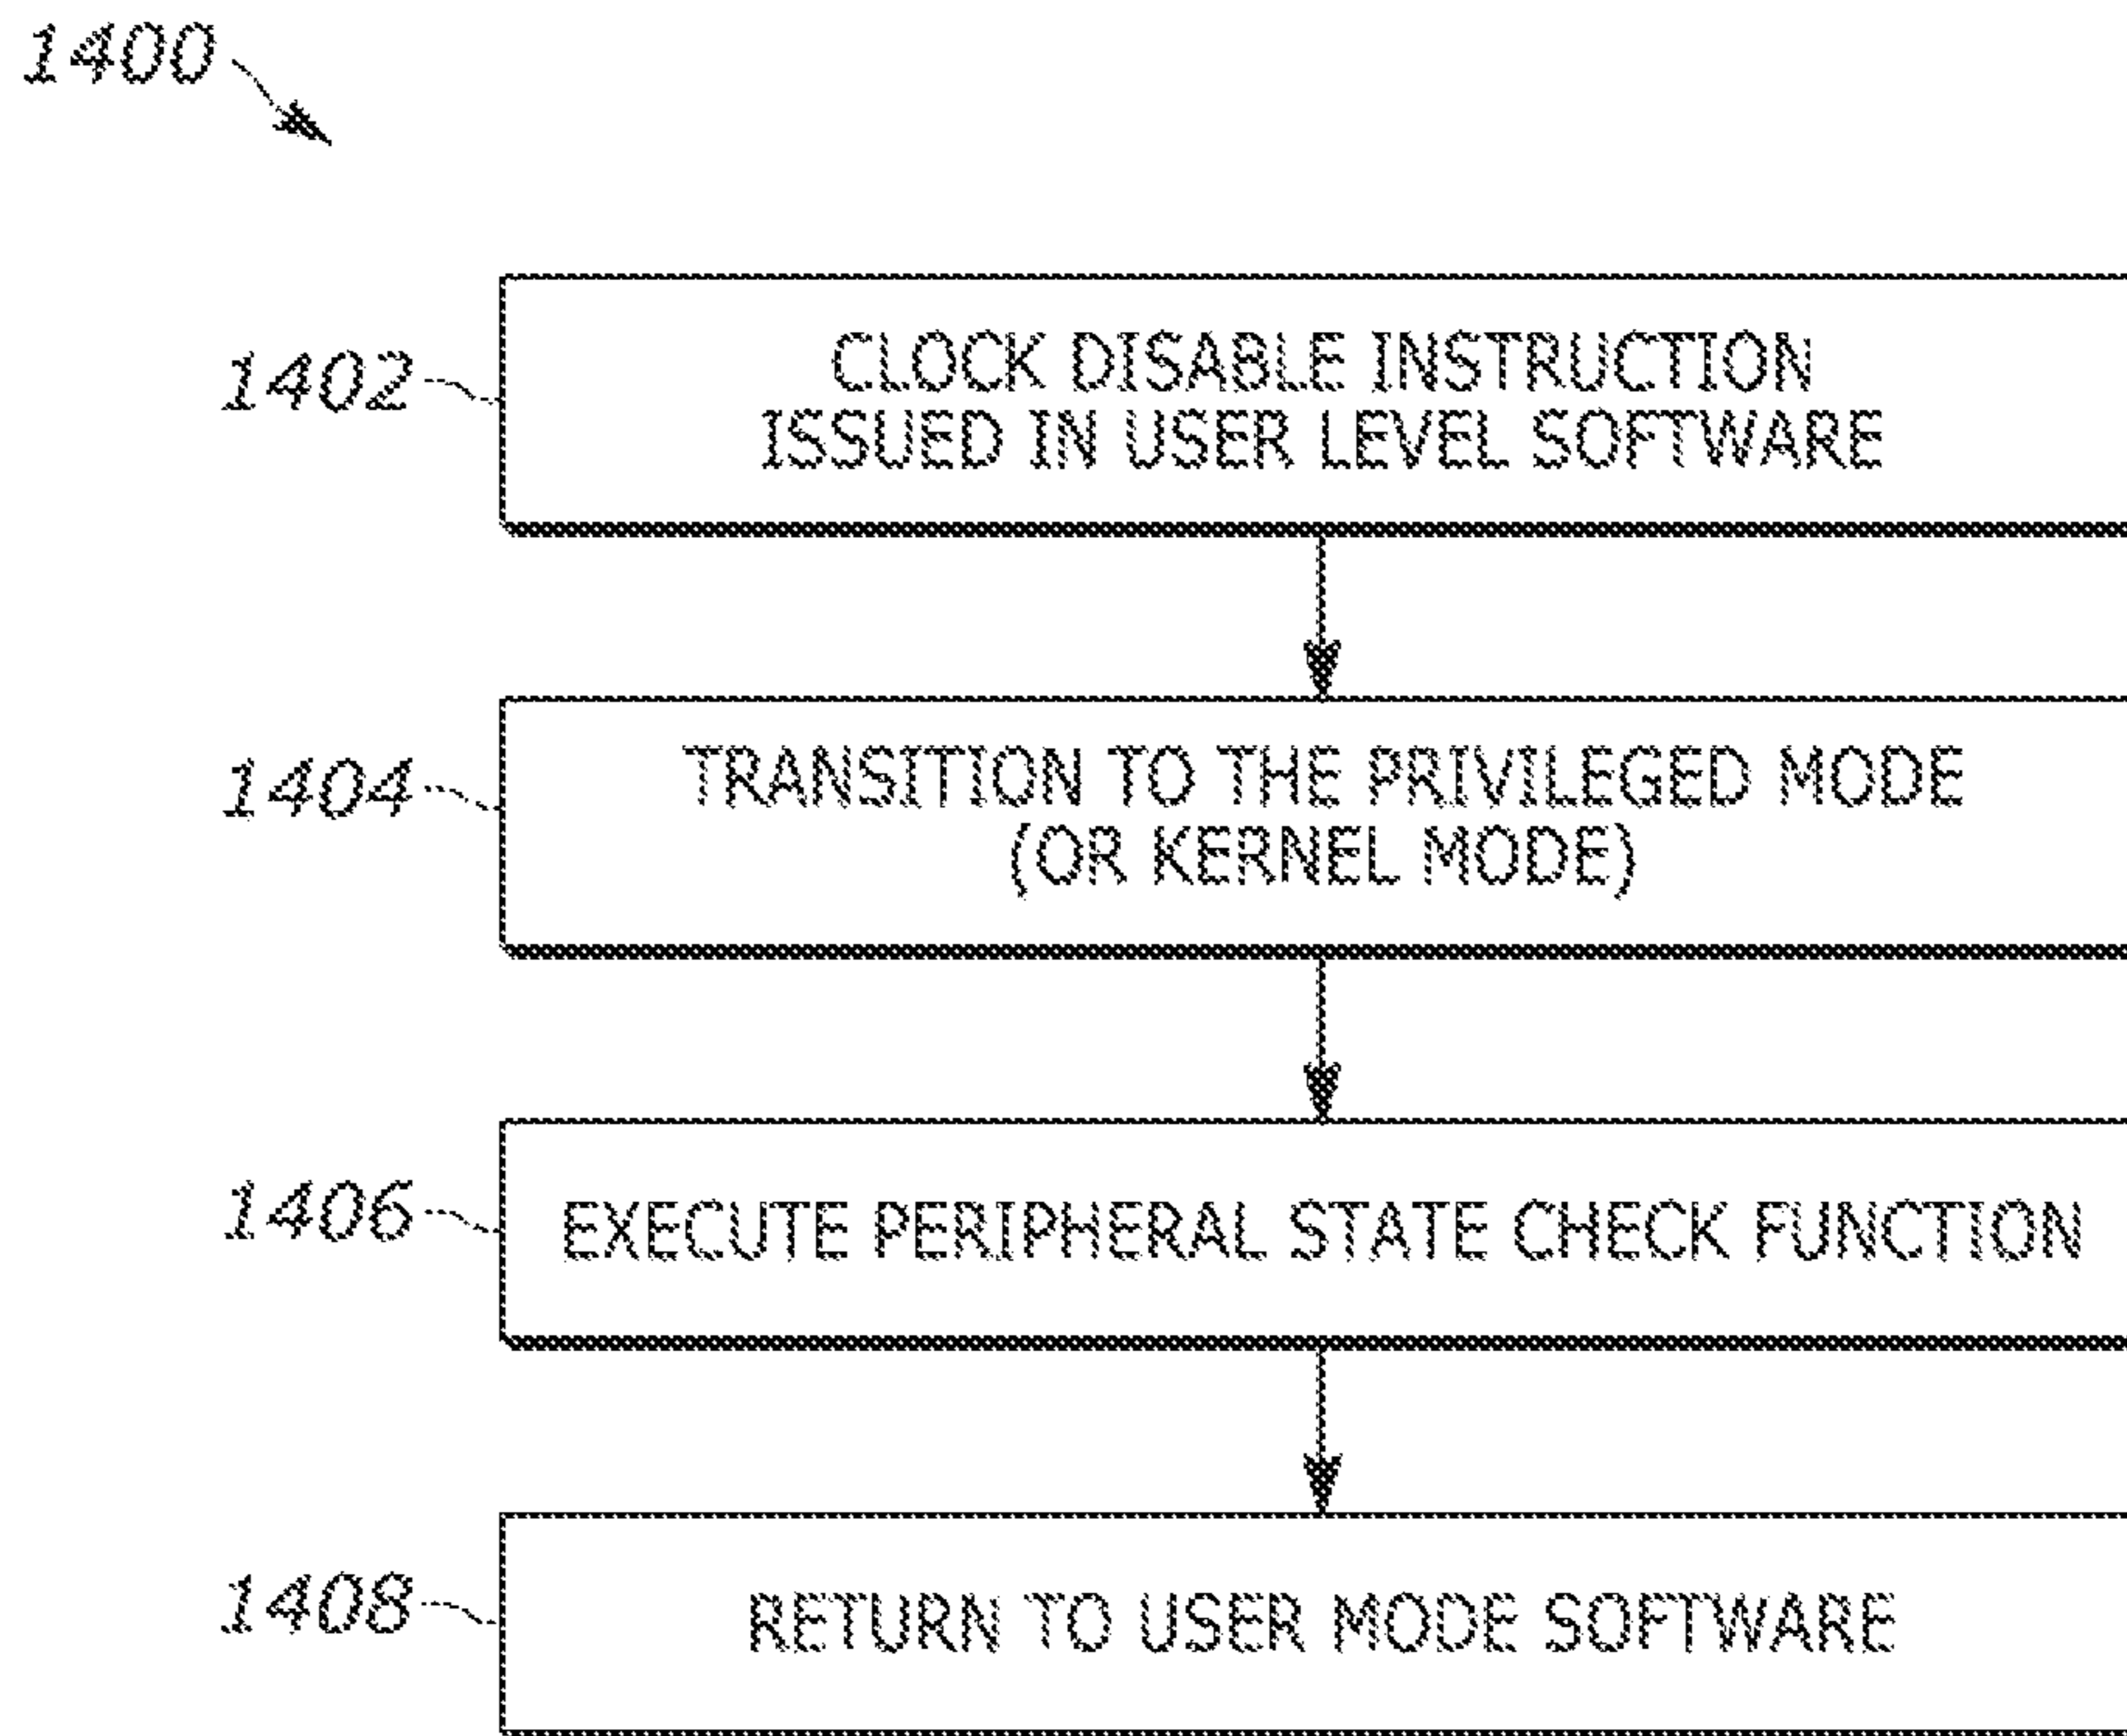 1400
1402
CLOCK DISABLE INSTRUCTION
ISSUED IN USER LEVEL SOFTWARE
1404
TRANSITION TO THE PRIVILEGED MODE
(OR KERNEL MODE)
1406
EXECUTE PERIPHERAL STATE CHECK FUNCTION
1408
RETURN TO USER MODE SOFTWARE